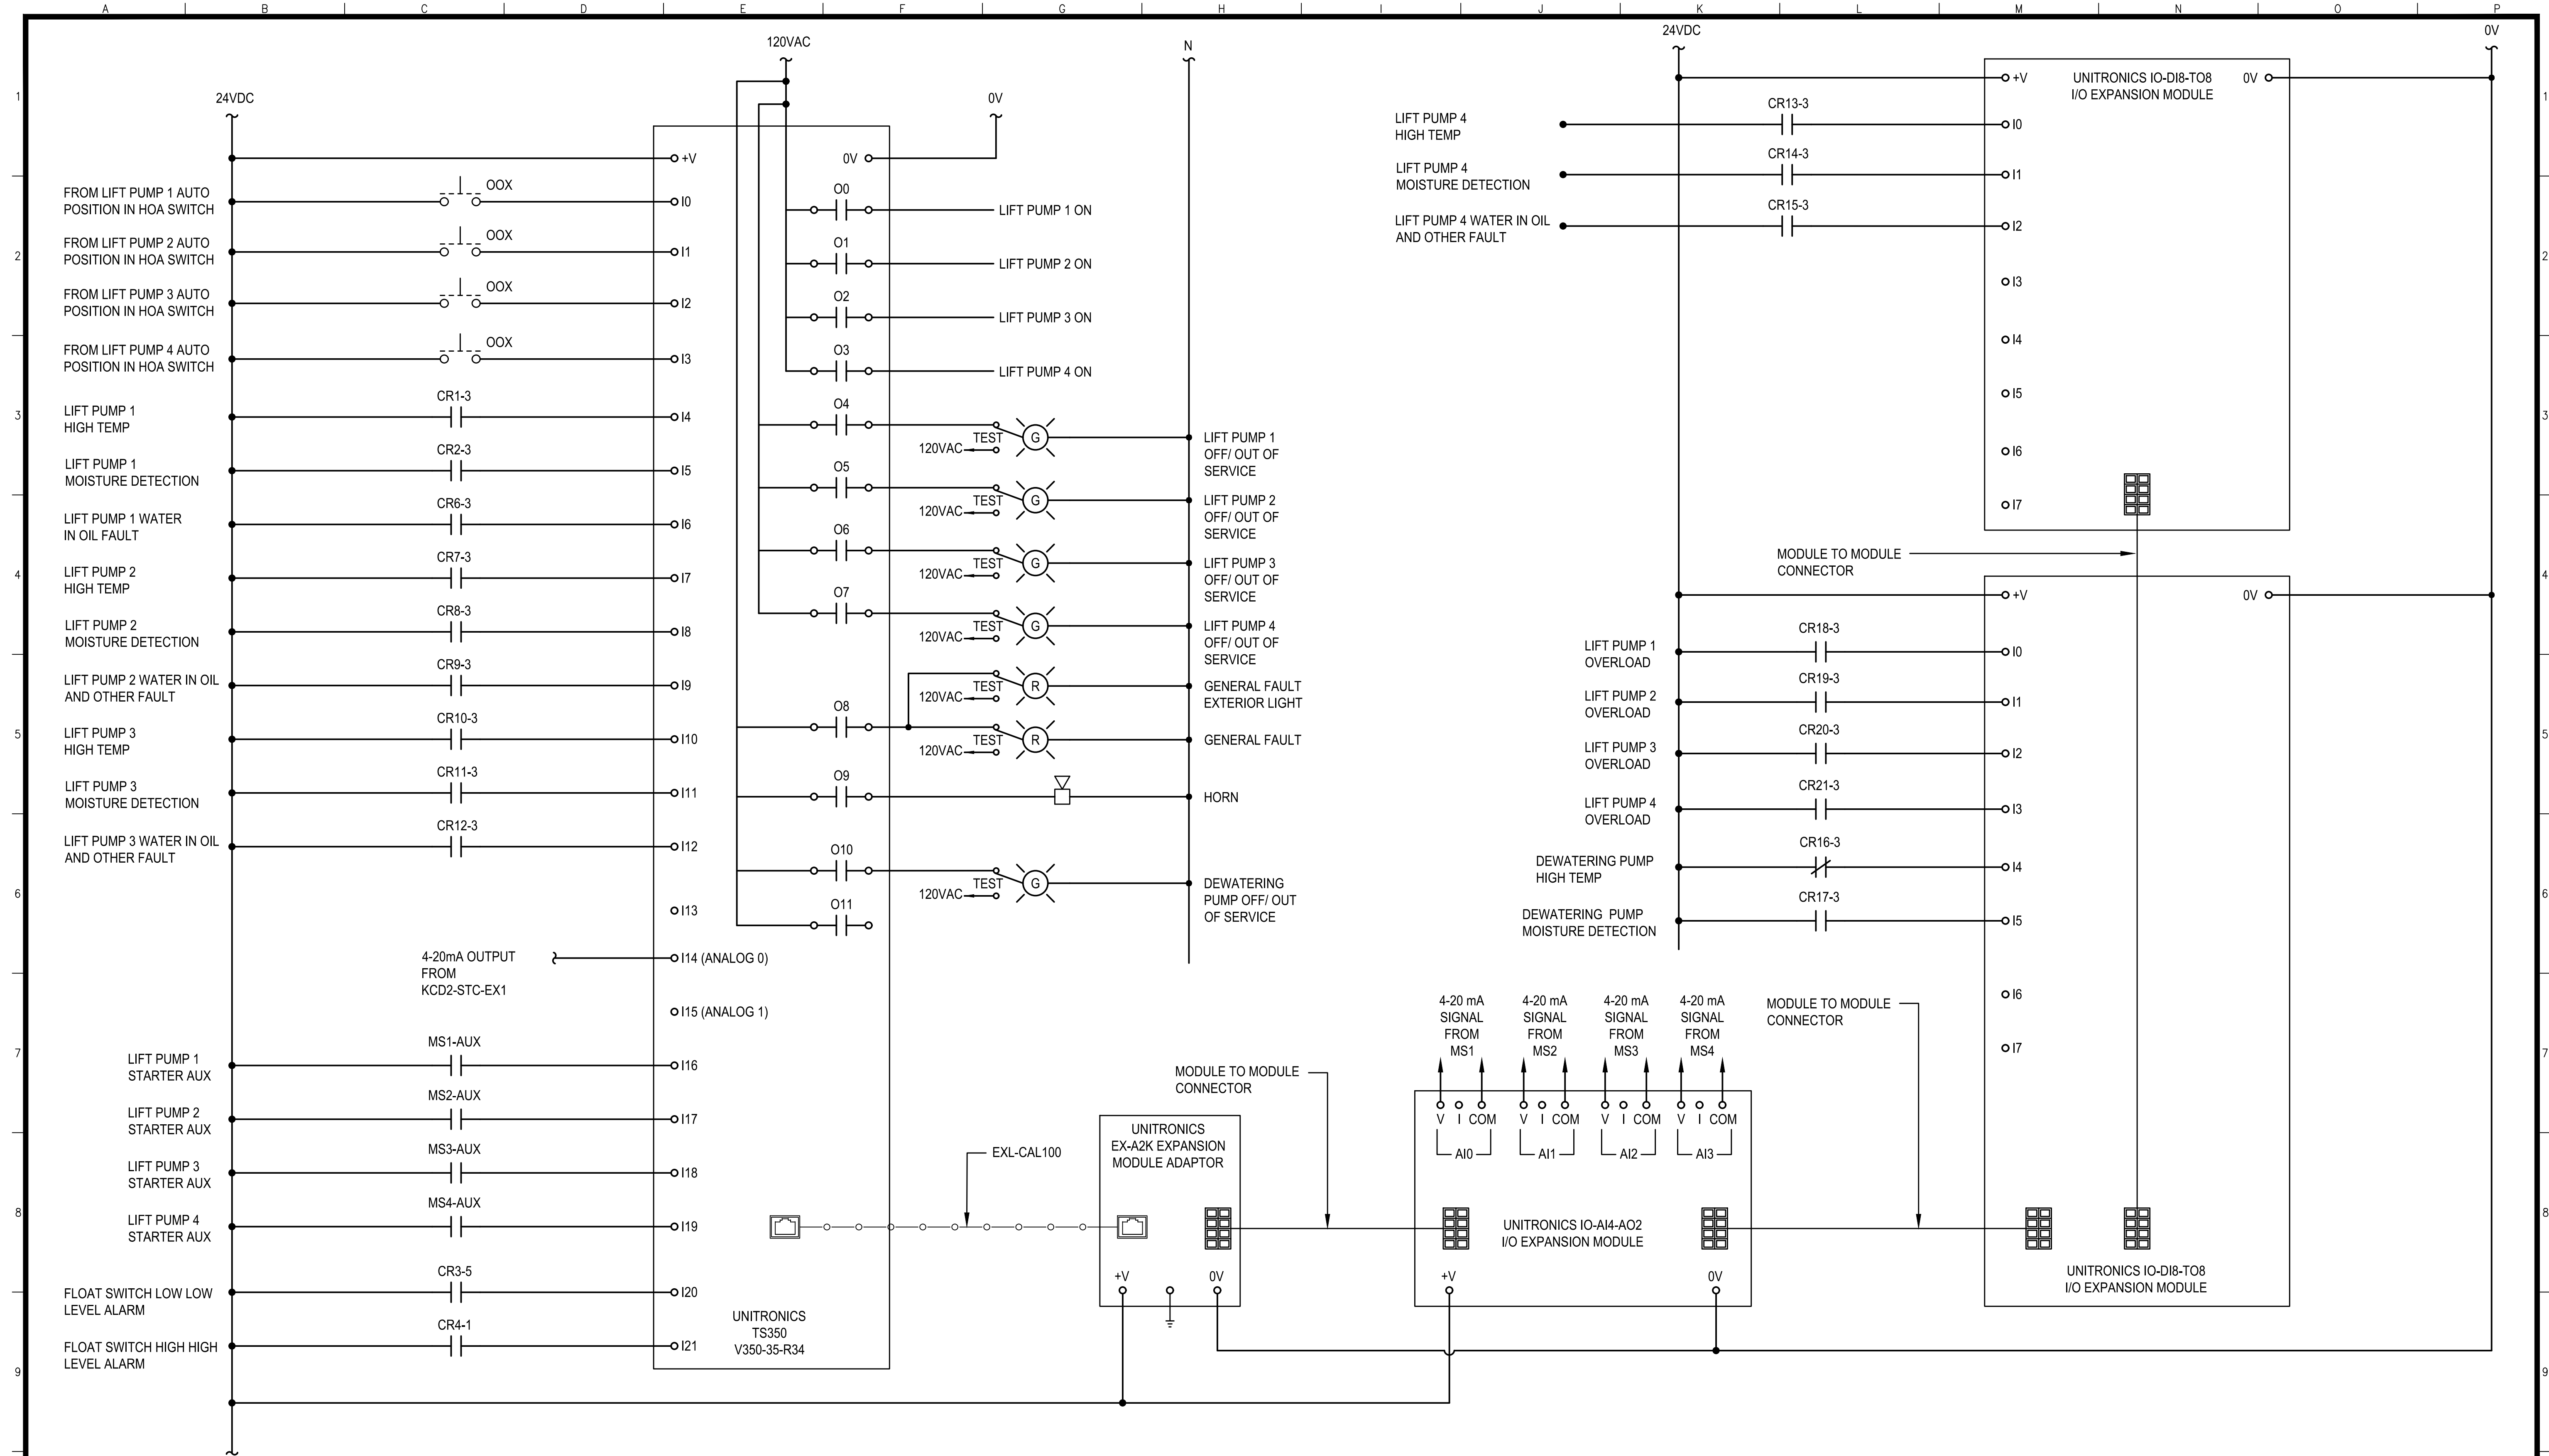 A B C D E F G H I J K L M N O P
120VAC
N
24VDC
0V
24VDC
0V
1
2
3
4
5
6
7
8
9
+V
0V
FROM LIFT PUMP 1 AUTO
POSITION IN HOA SWITCH
OOX
I0
FROM LIFT PUMP 2 AUTO
POSITION IN HOA SWITCH
OOX
I1
FROM LIFT PUMP 3 AUTO
POSITION IN HOA SWITCH
OOX
I2
FROM LIFT PUMP 4 AUTO
POSITION IN HOA SWITCH
OOX
I3
LIFT PUMP 1
HIGH TEMP
CR1-3
I4
LIFT PUMP 1
MOISTURE DETECTION
CR2-3
I5
LIFT PUMP 1 WATER
IN OIL FAULT
CR6-3
I6
LIFT PUMP 2
HIGH TEMP
CR7-3
I7
LIFT PUMP 2
MOISTURE DETECTION
CR8-3
I8
LIFT PUMP 2 WATER IN OIL
AND OTHER FAULT
CR9-3
I9
LIFT PUMP 3
HIGH TEMP
CR10-3
I10
LIFT PUMP 3
MOISTURE DETECTION
CR11-3
I11
LIFT PUMP 3 WATER IN OIL
AND OTHER FAULT
CR12-3
I12
I13
4-20mA OUTPUT
FROM
KCD2-STC-EX1
I14 (ANALOG 0)
I15 (ANALOG 1)
LIFT PUMP 1
STARTER AUX
MS1-AUX
I16
LIFT PUMP 2
STARTER AUX
MS2-AUX
I17
LIFT PUMP 3
STARTER AUX
MS3-AUX
I18
LIFT PUMP 4
STARTER AUX
MS4-AUX
I19
FLOAT SWITCH LOW LOW
LEVEL ALARM
CR3-5
I20
FLOAT SWITCH HIGH HIGH
LEVEL ALARM
CR4-1
I21
UNITRONICS
TS350
V350-35-R34
O0
LIFT PUMP 1 ON
O1
LIFT PUMP 2 ON
O2
LIFT PUMP 3 ON
O3
LIFT PUMP 4 ON
O4
TEST
120VAC
G
LIFT PUMP 1
OFF/ OUT OF
SERVICE
O5
TEST
120VAC
G
LIFT PUMP 2
OFF/ OUT OF
SERVICE
O6
TEST
120VAC
G
LIFT PUMP 3
OFF/ OUT OF
SERVICE
O7
TEST
120VAC
G
LIFT PUMP 4
OFF/ OUT OF
SERVICE
TEST
120VAC
R
GENERAL FAULT
EXTERIOR LIGHT
O8
TEST
120VAC
R
GENERAL FAULT
O9
HORN
O10
TEST
120VAC
G
DEWATERING
PUMP OFF/ OUT
OF SERVICE
O11
EXL-CAL100
UNITRONICS
EX-A2K EXPANSION
MODULE ADAPTOR
+V
0V
MODULE TO MODULE
CONNECTOR
4-20 mA
SIGNAL
FROM
MS1
4-20 mA
SIGNAL
FROM
MS2
4-20 mA
SIGNAL
FROM
MS3
4-20 mA
SIGNAL
FROM
MS4
V I COM
V I COM
V I COM
V I COM
AI0
AI1
AI2
AI3
UNITRONICS IO-AI4-AO2
I/O EXPANSION MODULE
+V
0V
MODULE TO MODULE
CONNECTOR
+V
UNITRONICS IO-DI8-TO8
I/O EXPANSION MODULE
0V
LIFT PUMP 4
HIGH TEMP
CR13-3
I0
LIFT PUMP 4
MOISTURE DETECTION
CR14-3
I1
LIFT PUMP 4 WATER IN OIL
AND OTHER FAULT
CR15-3
I2
I3
I4
I5
I6
I7
MODULE TO MODULE
CONNECTOR
+V
0V
LIFT PUMP 1
OVERLOAD
CR18-3
I0
LIFT PUMP 2
OVERLOAD
CR19-3
I1
LIFT PUMP 3
OVERLOAD
CR20-3
I2
LIFT PUMP 4
OVERLOAD
CR21-3
I3
DEWATERING PUMP
HIGH TEMP
CR16-3
I4
DEWATERING PUMP
MOISTURE DETECTION
CR17-3
I5
I6
I7
UNITRONICS IO-DI8-TO8
I/O EXPANSION MODULE
1
2
3
4
5
6
7
8
9